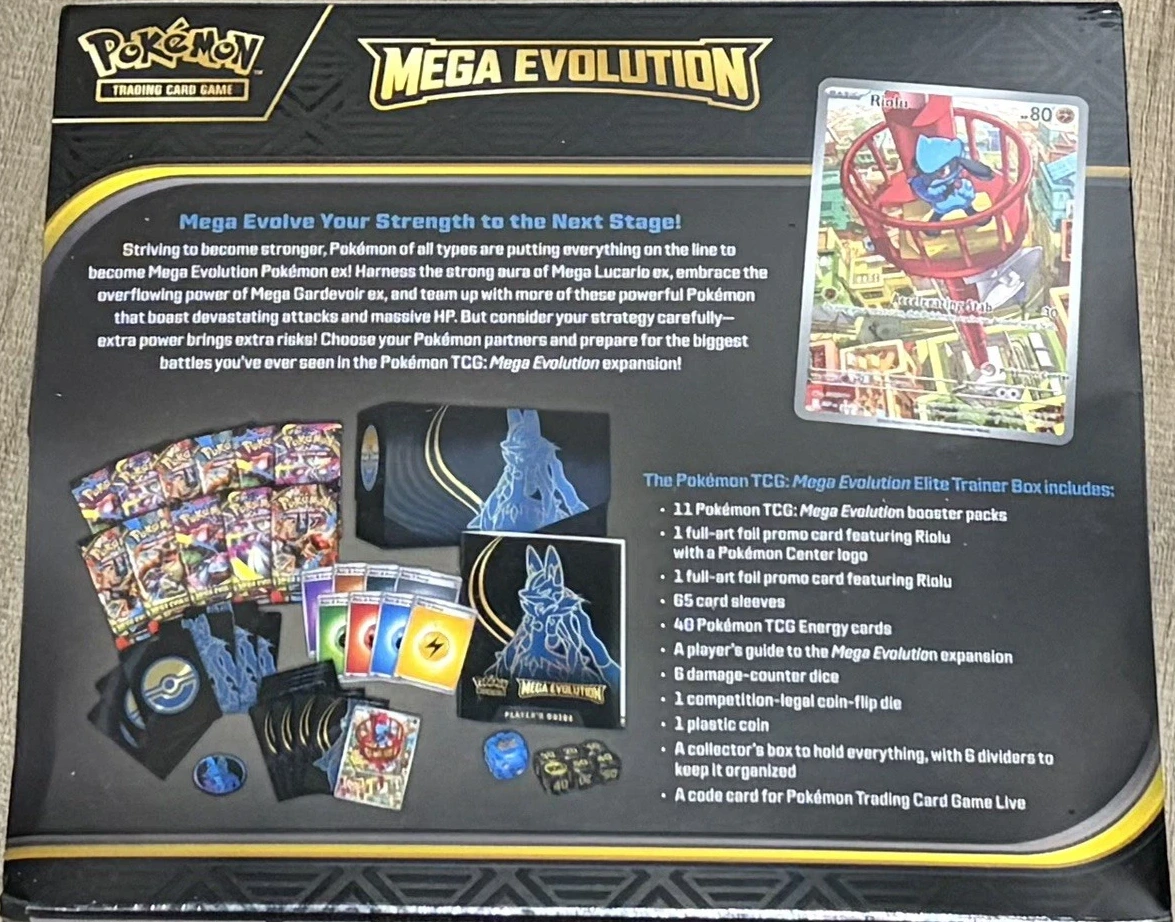 POKéMON
TRADING CARD GAME
MEGA EVOLUTION
Riolu
80
Accelerating Stab
30
Mega Evolve Your Strength to the Next Stage!
Striving to become stronger, Pokémon of all types are putting everything on the line to
become Mega Evolution Pokémon ex! Harness the strong aura of Mega Lucario ex, embrace the
overflowing power of Mega Gardevoir ex, and team up with more of these powerful Pokémon
that boast devastating attacks and massive HP. But consider your strategy carefully—
extra power brings extra risks! Choose your Pokémon partners and prepare for the biggest
battles you've ever seen in the Pokémon TCG: Mega Evolution expansion!
The Pokémon TCG: Mega Evolution Elite Trainer Box includes:
• 11 Pokémon TCG: Mega Evolution booster packs
• 1 full-art foil promo card featuring Riolu
with a Pokémon Center logo
• 1 full-art foil promo card featuring Riolu
• 65 card sleeves
• 40 Pokémon TCG Energy cards
• A player's guide to the Mega Evolution expansion
• 6 damage-counter dice
• 1 competition-legal coin-flip die
• 1 plastic coin
• A collector's box to hold everything, with 6 dividers to
keep it organized
• A code card for Pokémon Trading Card Game Live
POKéMON
MEGA EVOLUTION
PLAYER'S GUIDE